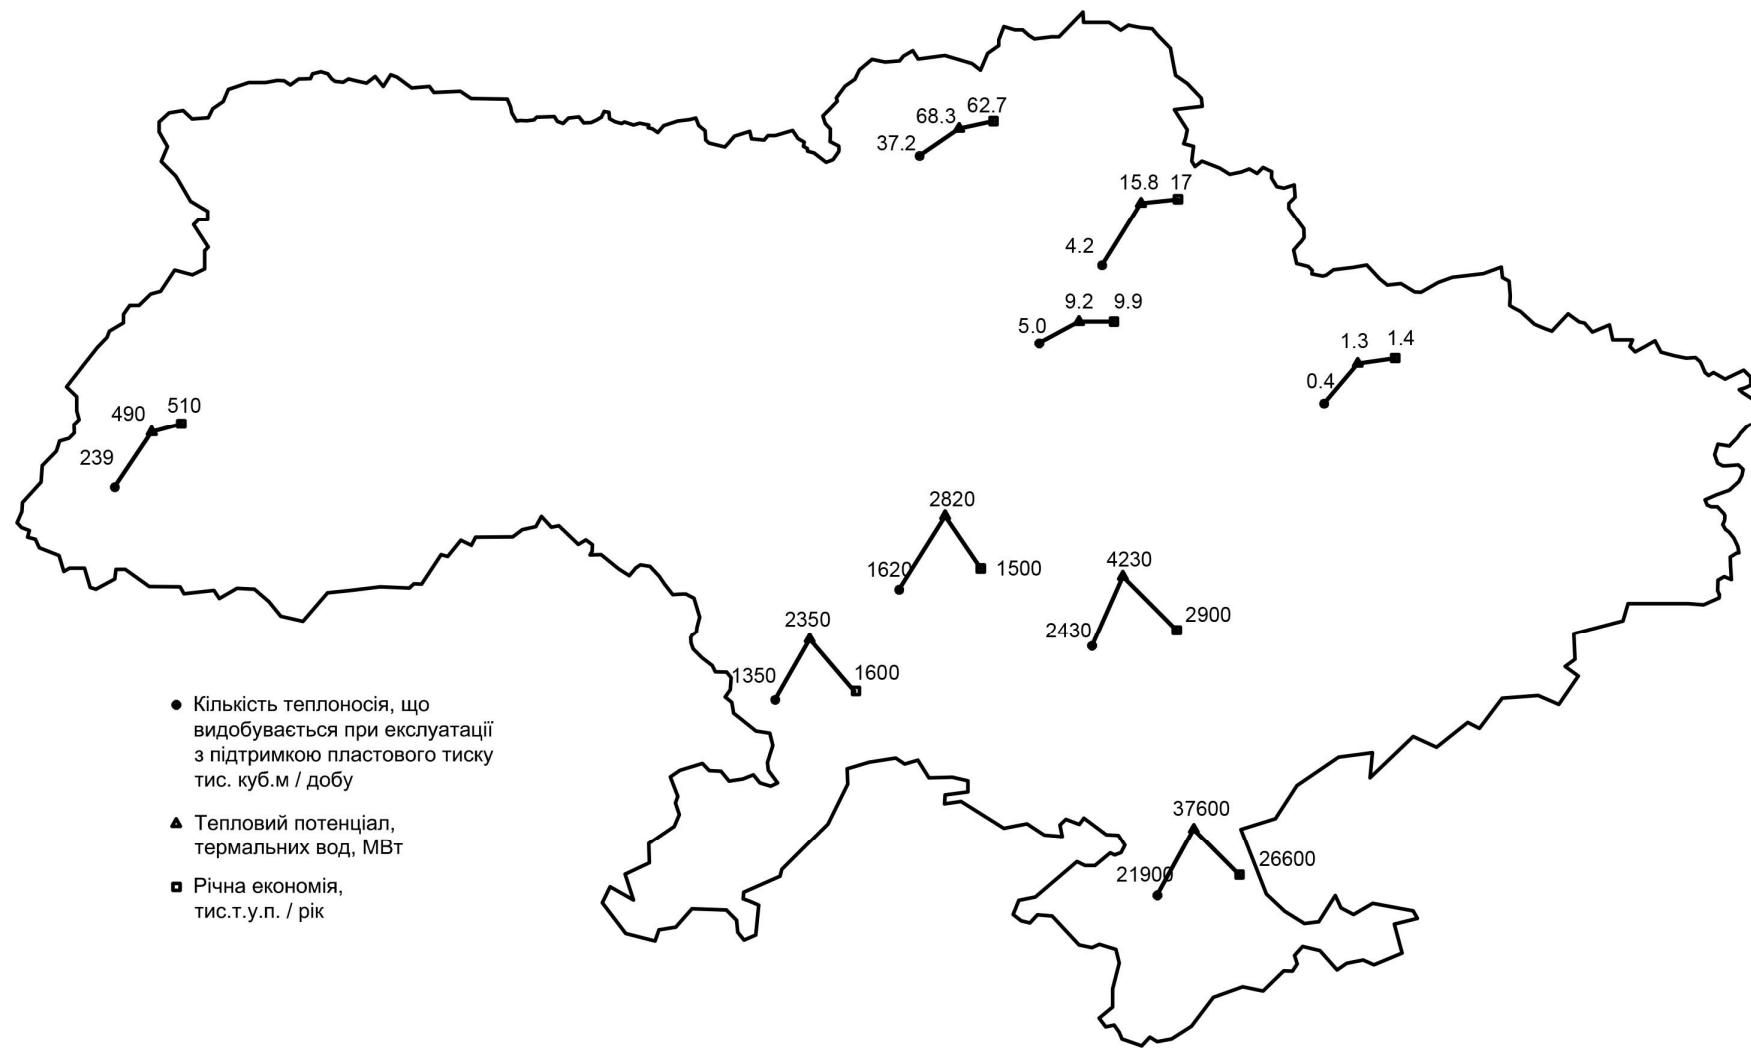 62.7
68.3
37.2
15.8 17
4.2
9.2 9.9
5.0
1.3 1.4
0.4
490 510
239
2820
1620 1500
4230
2430 2900
2350
1350 1600
37600
21900 26600
Кількість теплоносія, що
видобувається при експлуатації
з підтримкою пластового тиску
тис. куб.м / добу
Тепловий потенціал,
термальних вод, МВт
Річна економія,
тис.т.у.п. / рік